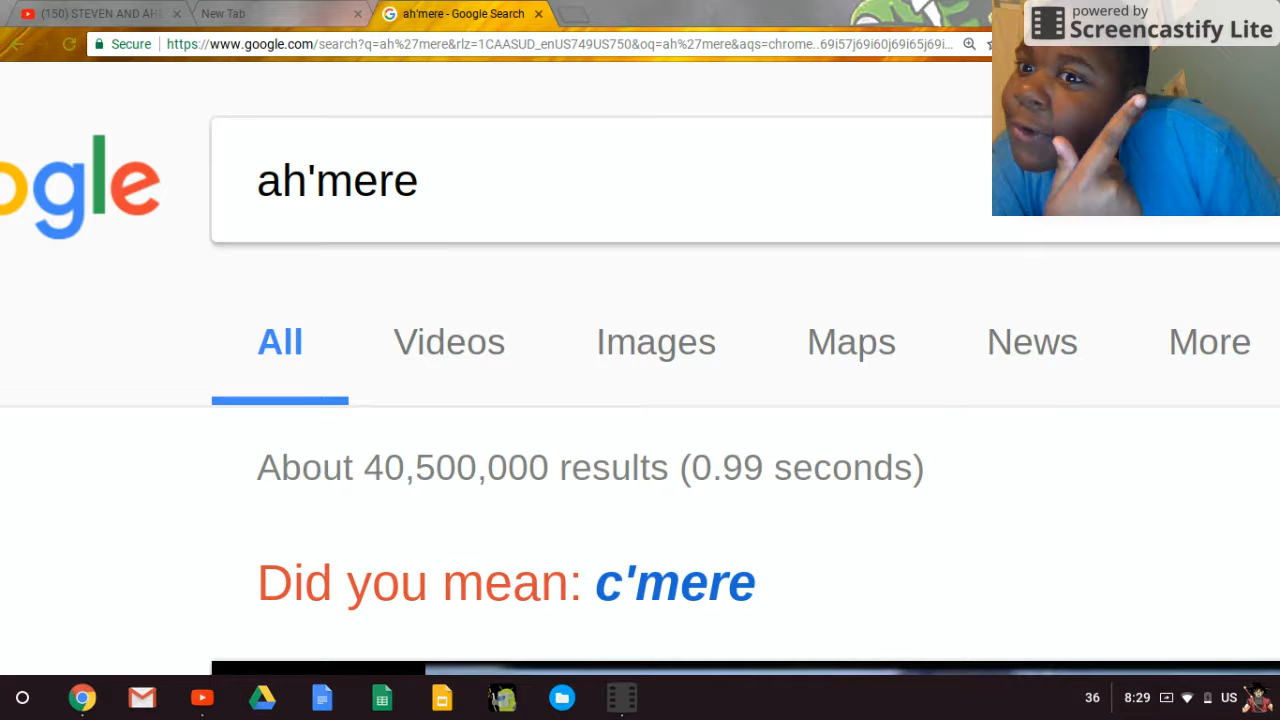 (150) STEVEN AND AH
New Tab
ah'mere - Google Search
powered by
Screencastify Lite
Secure
https://www.google.com/search?q=ah%27mere&rlz=1CAASUD_enUS749US750&oq=ah%27mere&aqs=chrome..69i57j69i60j69i65j69i...
ogle
ah'mere
All Videos Images Maps News More
About 40,500,000 results (0.99 seconds)
Did you mean: c'mere
36 8:29 US